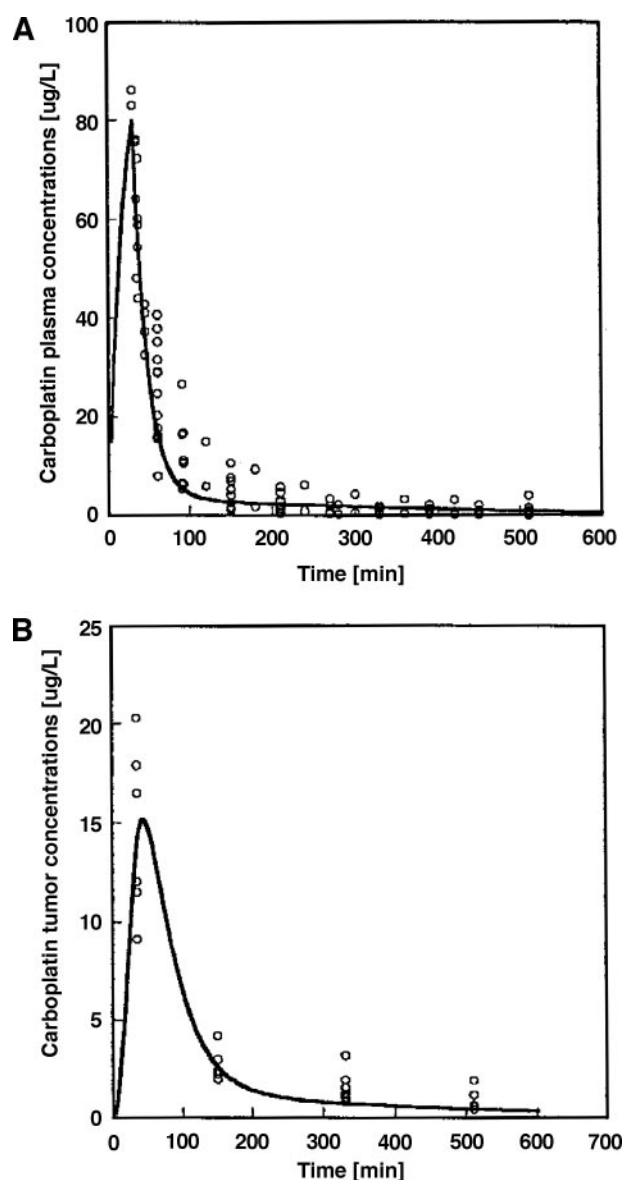 A
Carboplatin plasma concentrations [ug/L]
100
80
60
40
20
0
0 100 200 300 400 500 600
Time [min]
B
Carboplatin tumor concentrations [ug/L]
25
20
15
10
5
0
0 100 200 300 400 500 600 700
Time [min]